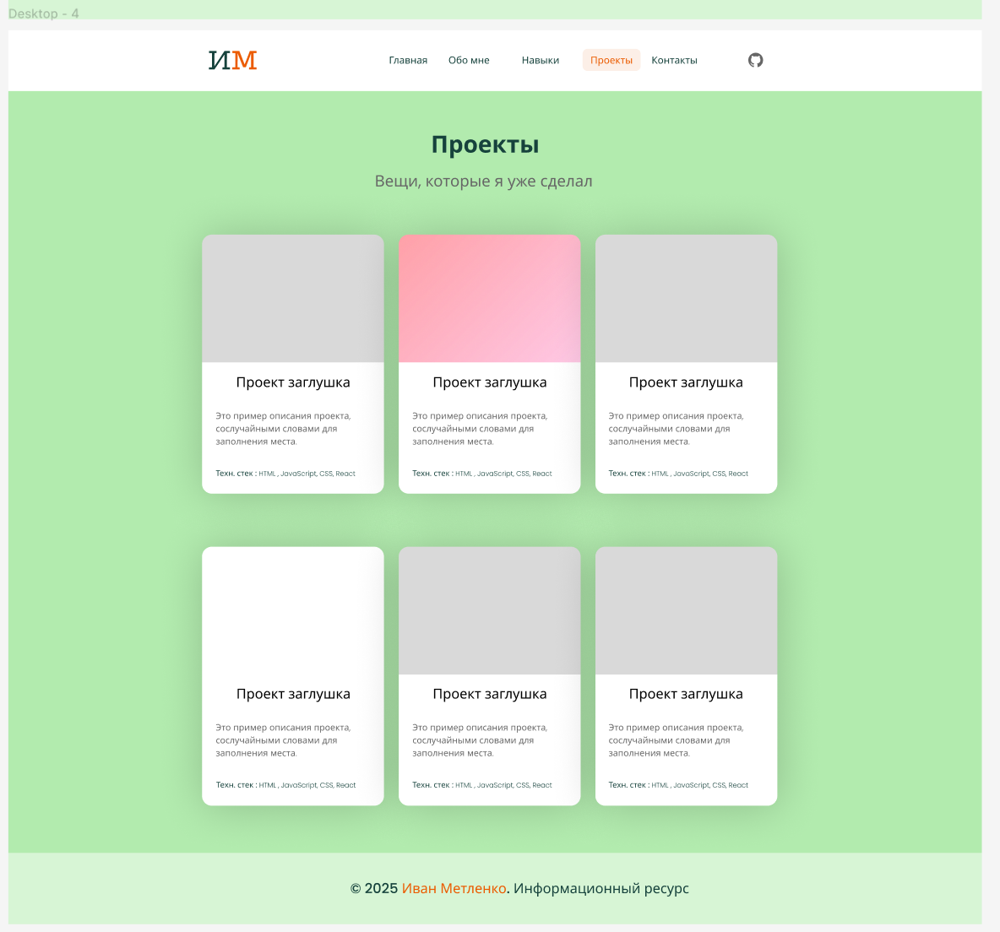 Desktop - 4
ИМ
Главная Обо мне Навыки Проекты Контакты
Проекты
Вещи, которые я уже сделал
Проект заглушка
Это пример описания проекта,
сослучайными словами для
заполнения места.
Техн. стек : HTML , JavaScript, CSS, React
Проект заглушка
Это пример описания проекта,
сослучайными словами для
заполнения места.
Техн. стек : HTML , JavaScript, CSS, React
Проект заглушка
Это пример описания проекта,
сослучайными словами для
заполнения места.
Техн. стек : HTML , JavaScript, CSS, React
Проект заглушка
Это пример описания проекта,
сослучайными словами для
заполнения места.
Техн. стек : HTML , JavaScript, CSS, React
Проект заглушка
Это пример описания проекта,
сослучайными словами для
заполнения места.
Техн. стек : HTML , JavaScript, CSS, React
Проект заглушка
Это пример описания проекта,
сослучайными словами для
заполнения места.
Техн. стек : HTML , JavaScript, CSS, React
© 2025 Иван Метленко. Информационный ресурс